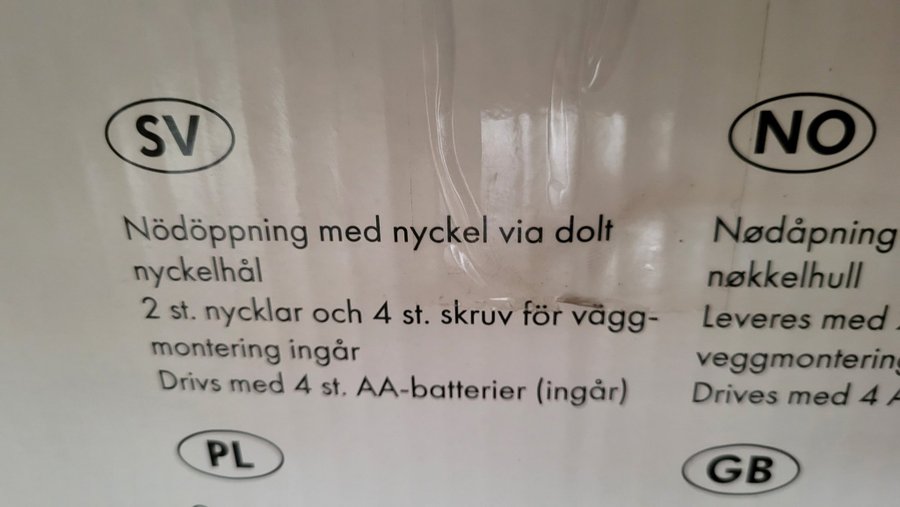 SV
Nödöppning med nyckel via dolt
nyckelhål
2 st. nycklar och 4 st. skruv för vägg-
montering ingår
Drivs med 4 st. AA-batterier (ingår)
NO
Nødåpning
nøkkelhull
Leveres med
veggmontering
Drives med 4
PL
GB